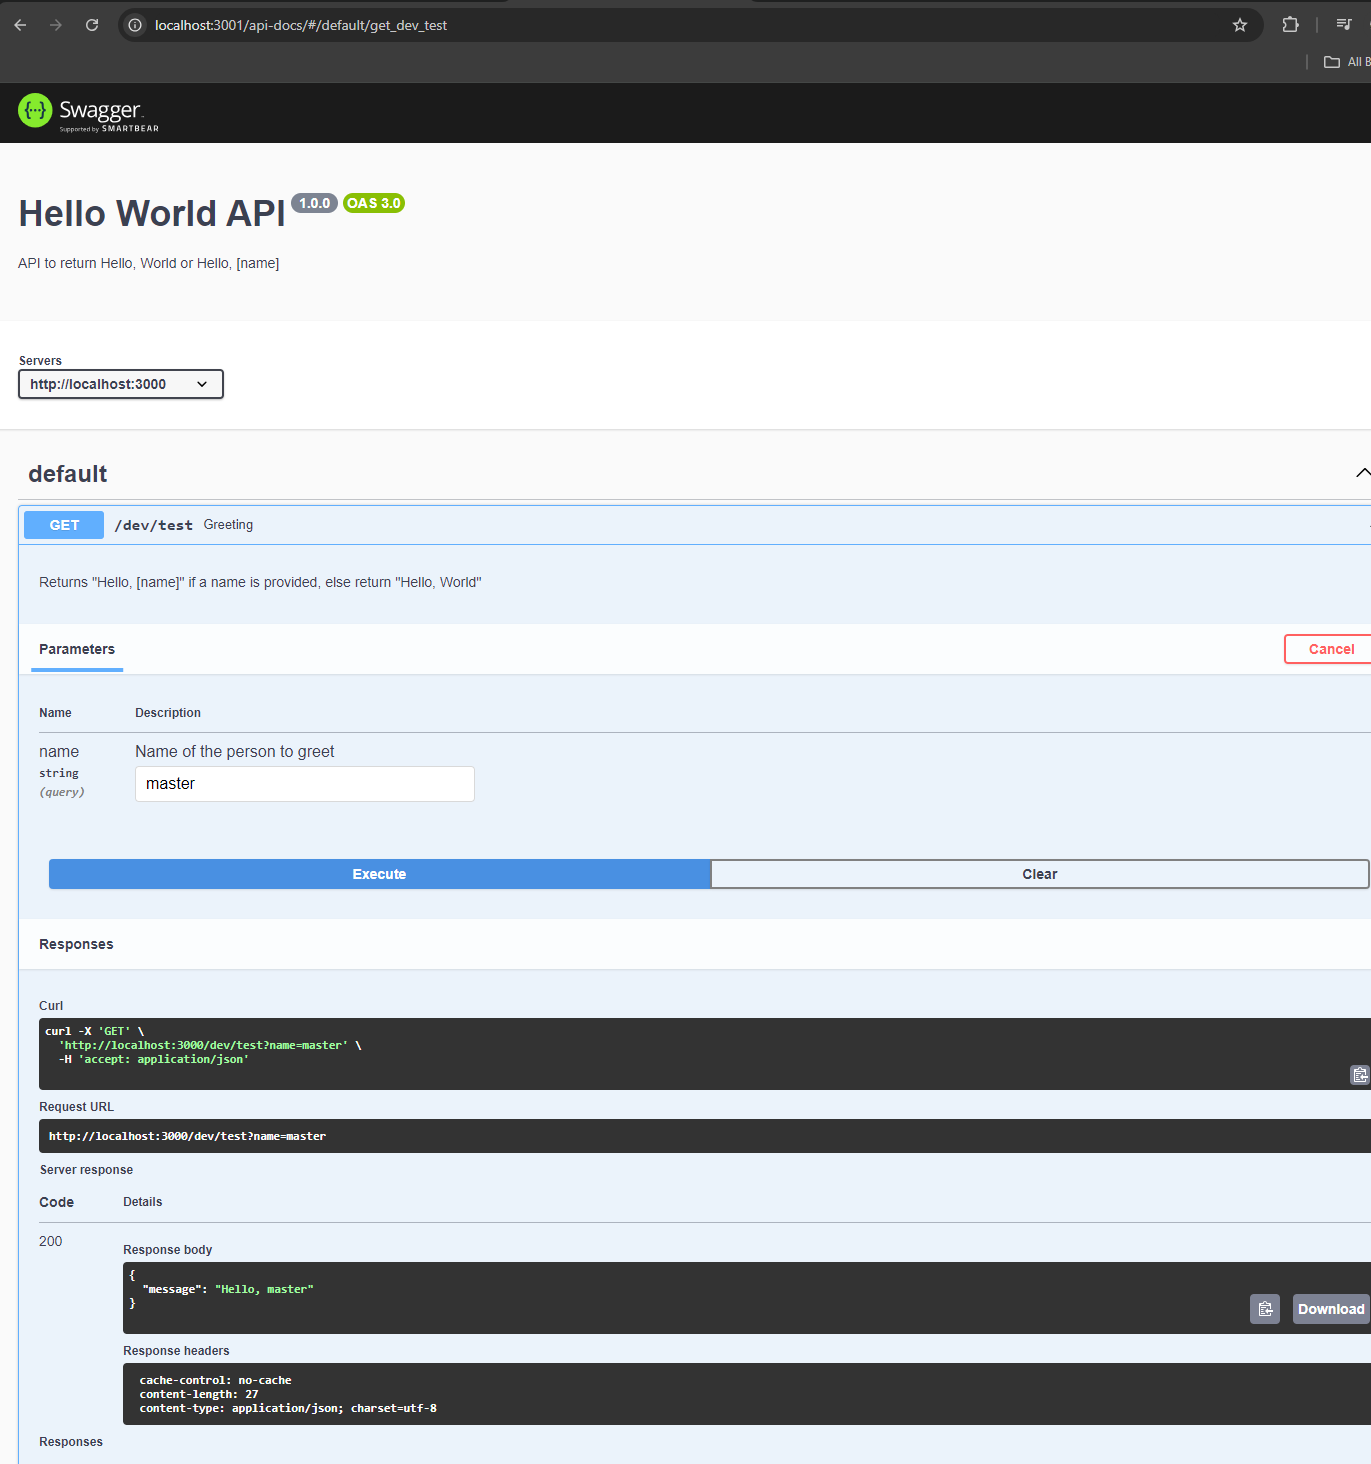 localhost:3001/api-docs/#/default/get_dev_test
All B
Swagger
Supported by SMARTBEAR
Hello World API 1.0.0 OAS 3.0
API to return Hello, World or Hello, [name]
Servers
http://localhost:3000
default
GET /dev/test Greeting
Returns "Hello, [name]" if a name is provided, else return "Hello, World"
Parameters
Cancel
Name Description
name Name of the person to greet
string
(query)
master
Execute Clear
Responses
Curl
curl -X 'GET' \
'http://localhost:3000/dev/test?name=master' \
-H 'accept: application/json'
Request URL
http://localhost:3000/dev/test?name=master
Server response
Code Details
200
Response body
{
"message": "Hello, master"
}
Download
Response headers
cache-control: no-cache
content-length: 27
content-type: application/json; charset=utf-8
Responses